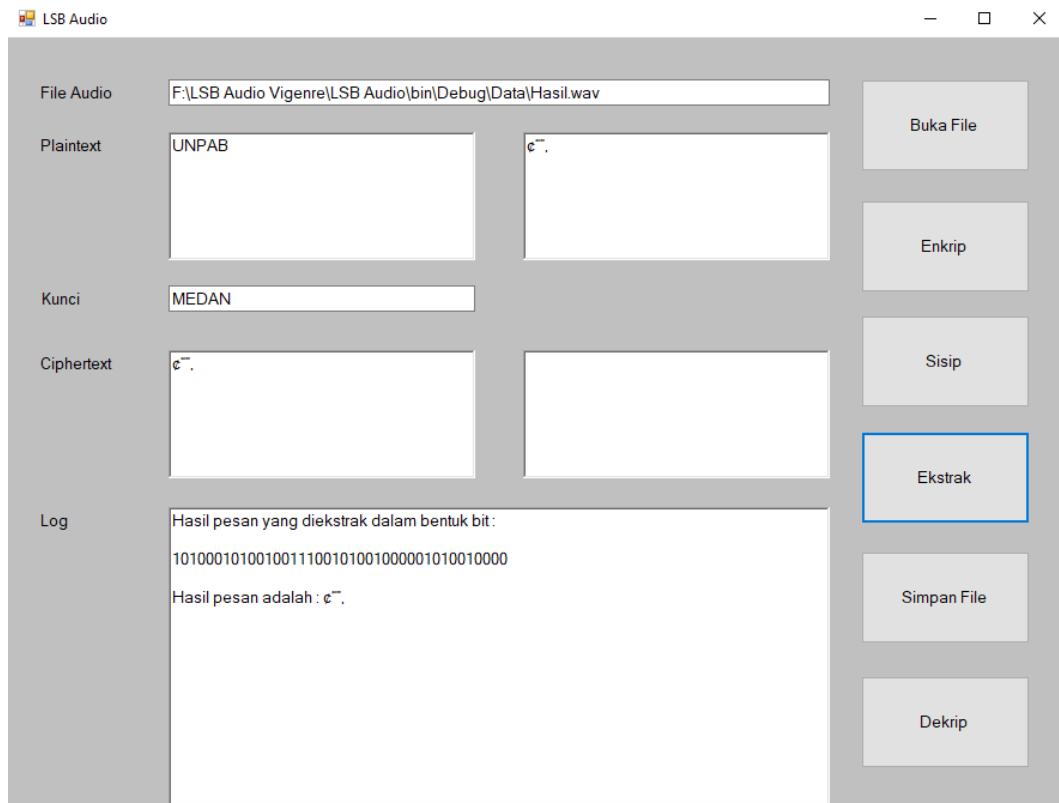 LSB Audio
File Audio
F:\LSB Audio Vigenre\LSB Audio\bin\Debug\Data\Hasil.wav
Buka File
Plaintext
UNPAB
¢“”‚
Enkrip
Kunci
MEDAN
Sisip
Ciphertext
¢“”‚
Ekstrak
Log
Hasil pesan yang diekstrak dalam bentuk bit :
1010001010010011100101001000001010010000
Hasil pesan adalah : ¢“”‚
Simpan File
Dekrip